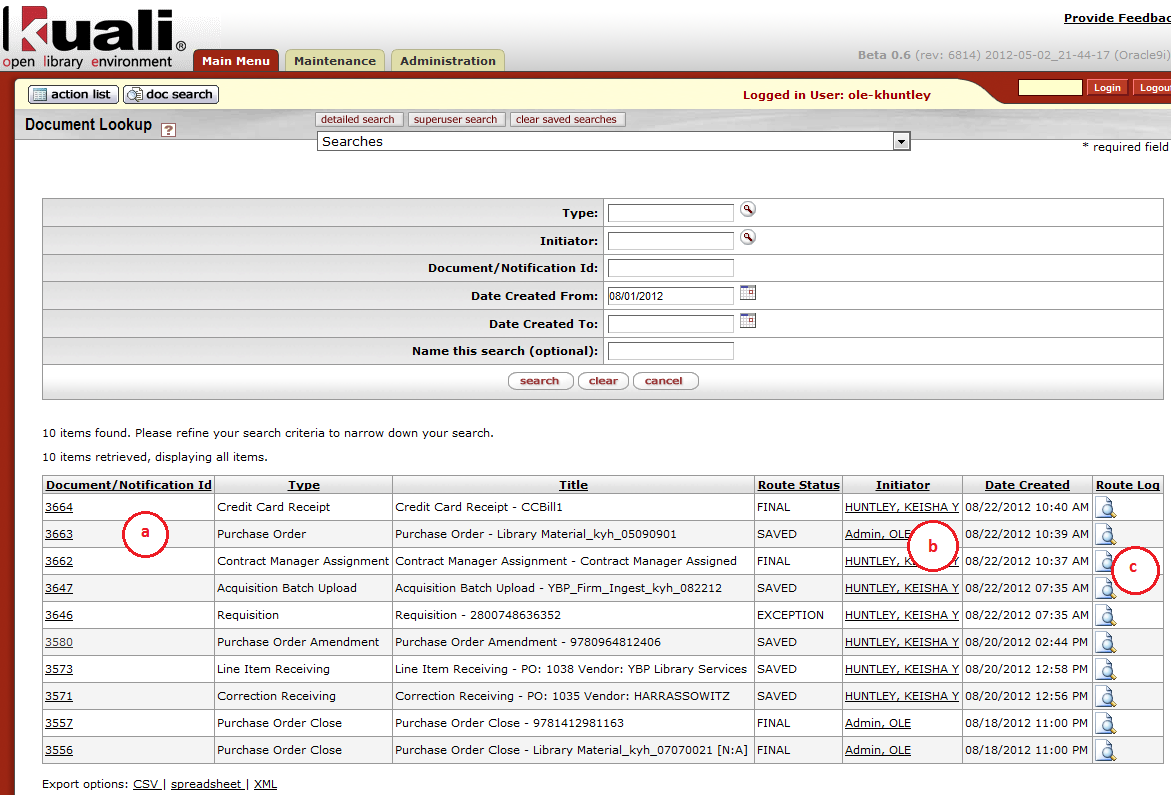 Kuali®
open library environment
Provide Feedbac
Main Menu Maintenance Administration
Beta 0.6 (rev: 6814) 2012-05-02_21-44-17 (Oracle9i)
action list doc search
Logged in User: ole-khuntley
Login Logou
Document Lookup ?
detailed search superuser search clear saved searches
Searches
* required field
Type:
Initiator:
Document/Notification Id:
Date Created From: 08/01/2012
Date Created To:
Name this search (optional):
search clear cancel
10 items found. Please refine your search criteria to narrow down your search.
10 items retrieved, displaying all items.
Document/Notification Id Type Title Route Status Initiator Date Created Route Log
3664 Credit Card Receipt Credit Card Receipt - CCBill1 FINAL HUNTLEY, KEISHA Y 08/22/2012 10:40 AM
3663 a Purchase Order Purchase Order - Library Material_kyh_05090901 SAVED Admin, OLE b 08/22/2012 10:39 AM
3662 Contract Manager Assignment Contract Manager Assignment - Contract Manager Assigned FINAL HUNTLEY, KEISHA Y 08/22/2012 10:37 AM c
3647 Acquisition Batch Upload Acquisition Batch Upload - YBP_Firm_Ingest_kyh_082212 SAVED HUNTLEY, KEISHA Y 08/22/2012 07:35 AM
3646 Requisition Requisition - 2800748636352 EXCEPTION HUNTLEY, KEISHA Y 08/22/2012 07:35 AM
3580 Purchase Order Amendment Purchase Order Amendment - 9780964812406 SAVED HUNTLEY, KEISHA Y 08/20/2012 02:44 PM
3573 Line Item Receiving Line Item Receiving - PO: 1038 Vendor: YBP Library Services SAVED HUNTLEY, KEISHA Y 08/20/2012 12:58 PM
3571 Correction Receiving Correction Receiving - PO: 1035 Vendor: HARRASSOWITZ SAVED HUNTLEY, KEISHA Y 08/20/2012 12:56 PM
3557 Purchase Order Close Purchase Order Close - 9781412981163 FINAL Admin, OLE 08/18/2012 11:00 PM
3556 Purchase Order Close Purchase Order Close - Library Material_kyh_07070021 [N:A] FINAL Admin, OLE 08/18/2012 11:00 PM
Export options: CSV | spreadsheet | XML